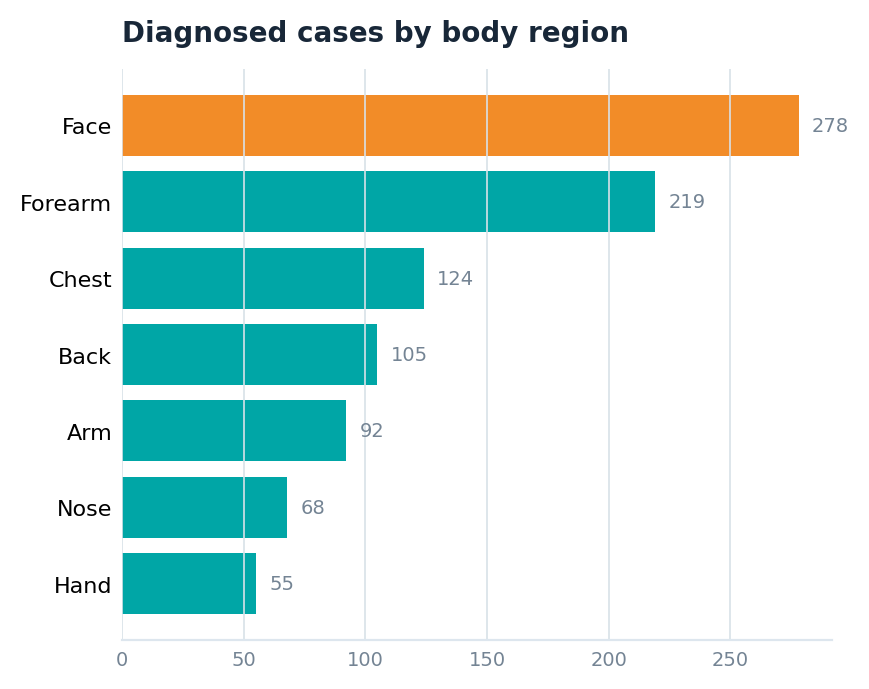 Diagnosed cases by body region
Face 278
Forearm 219
Chest 124
Back 105
Arm 92
Nose 68
Hand 55
0 50 100 150 200 250